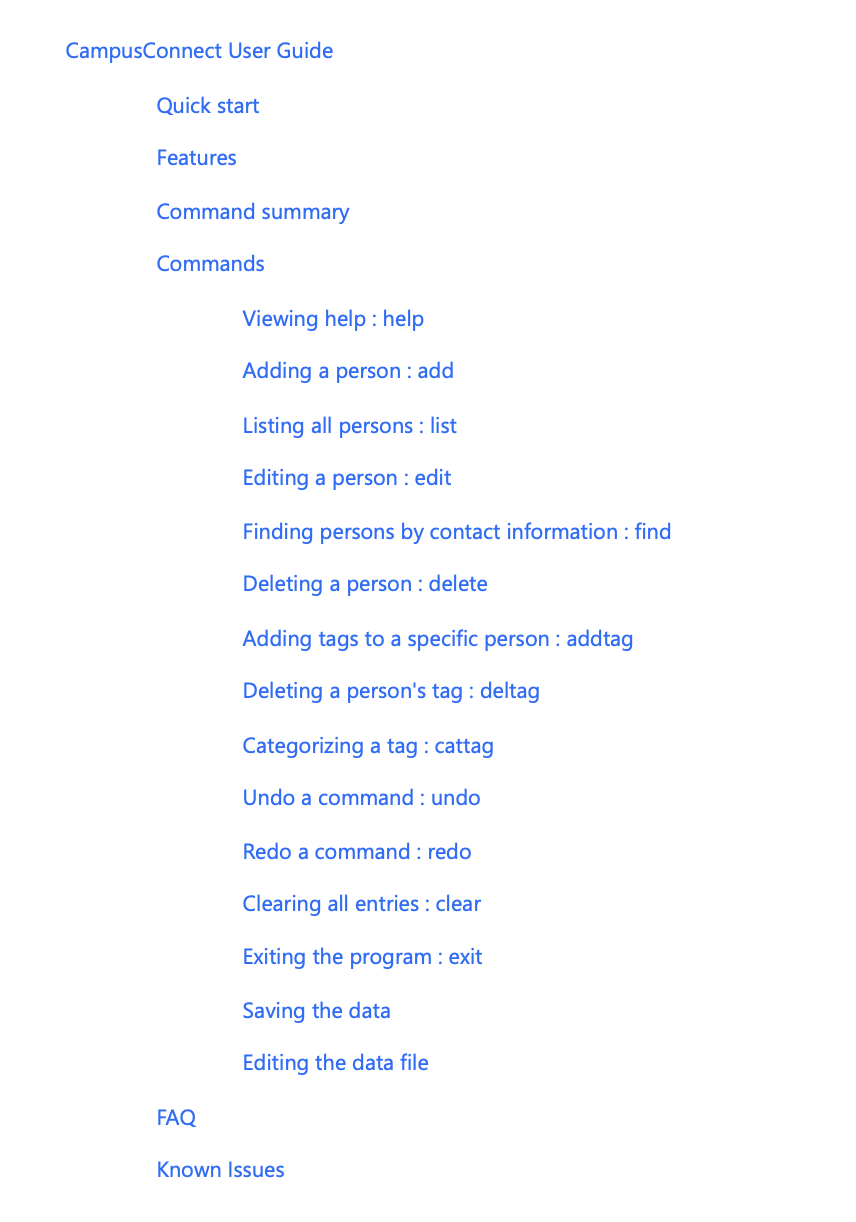 CampusConnect User Guide
Quick start
Features
Command summary
Commands
Viewing help : help
Adding a person : add
Listing all persons : list
Editing a person : edit
Finding persons by contact information : find
Deleting a person : delete
Adding tags to a specific person : addtag
Deleting a person's tag : deltag
Categorizing a tag : cattag
Undo a command : undo
Redo a command : redo
Clearing all entries : clear
Exiting the program : exit
Saving the data
Editing the data file
FAQ
Known Issues